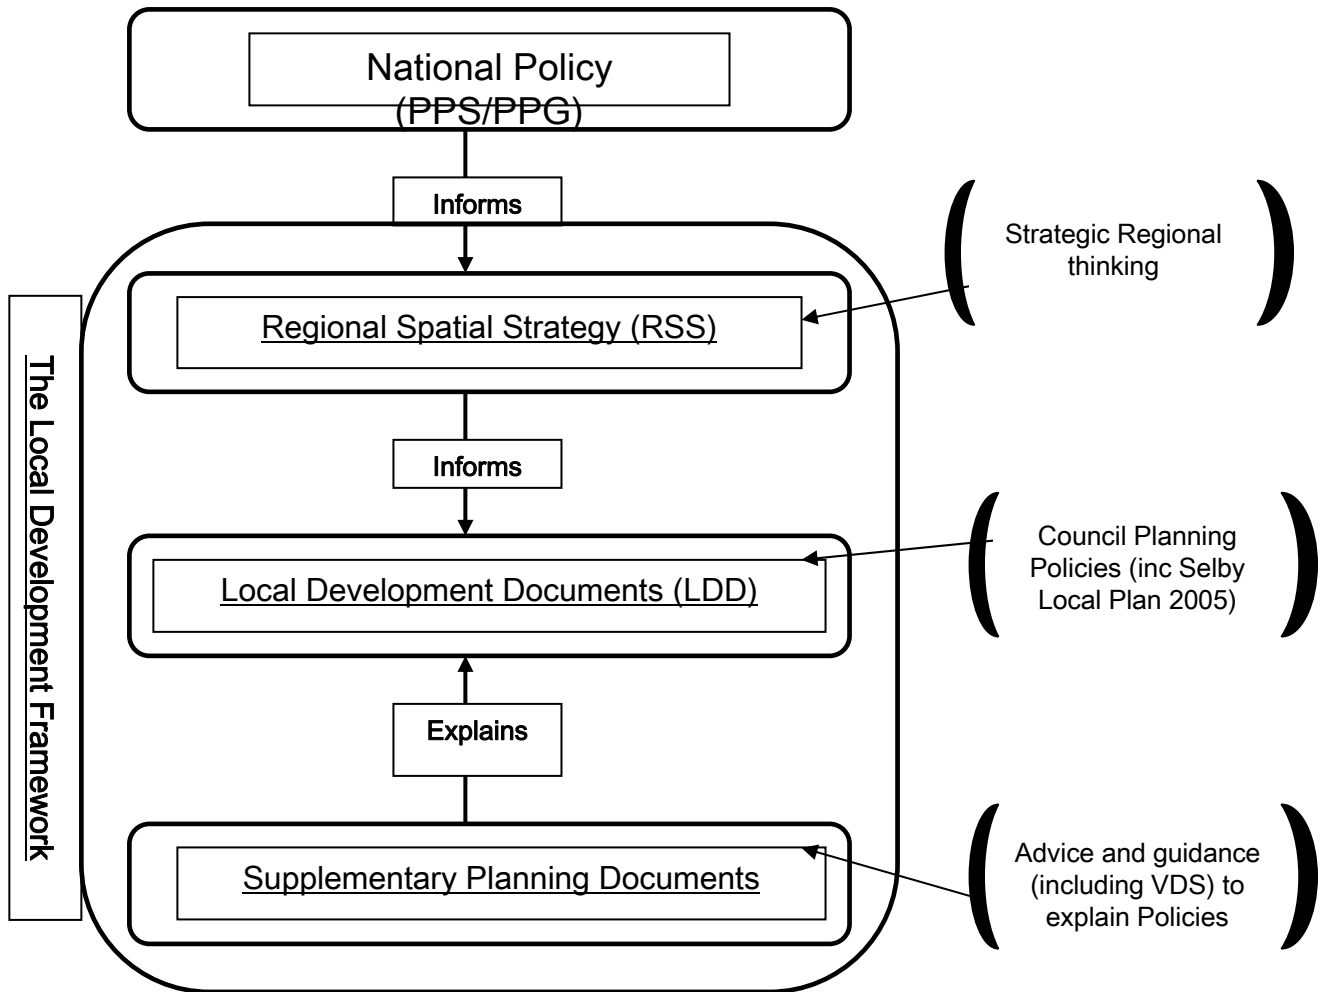 National Policy
(PPS/PPG)
Informs
Strategic Regional
thinking
Regional Spatial Strategy (RSS)
The Local Development Framework
Informs
Council Planning
Policies (inc Selby
Local Plan 2005)
Local Development Documents (LDD)
Explains
Supplementary Planning Documents
Advice and guidance
(including VDS) to
explain Policies